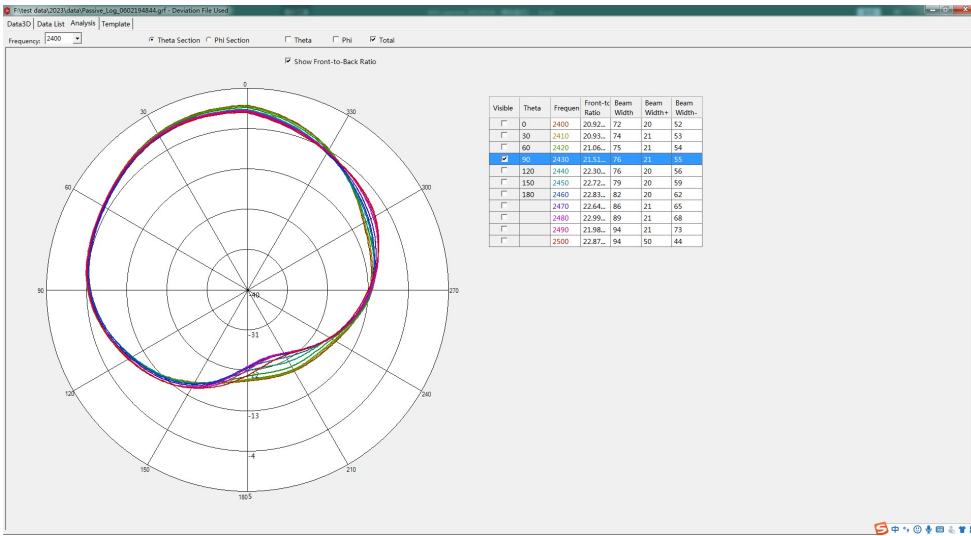 F:\test data\2023\data\Passive_Log_0602194844.grf - Deviation File Used
Data3D Data List Analysis Template
Frequency: 2400 Theta Section Phi Section Theta Phi Total
Show Front-to-Back Ratio
0
30
330
60
300
90
270
120
240
150
210
180
5
-40
-31
-13
-4
Visible Theta Frequen Front-tc Ratio Beam Width Beam Width+ Beam Width-
0 2400 20.92... 72 20 52
30 2410 20.93... 74 21 53
60 2420 21.06... 75 21 54
90 2430 21.51... 76 21 55
120 2440 22.30... 76 20 56
150 2450 22.72... 79 20 59
180 2460 22.83... 82 20 62
2470 22.64... 86 21 65
2480 22.99... 89 21 68
2490 21.98... 94 21 73
2500 22.87... 94 50 44
中